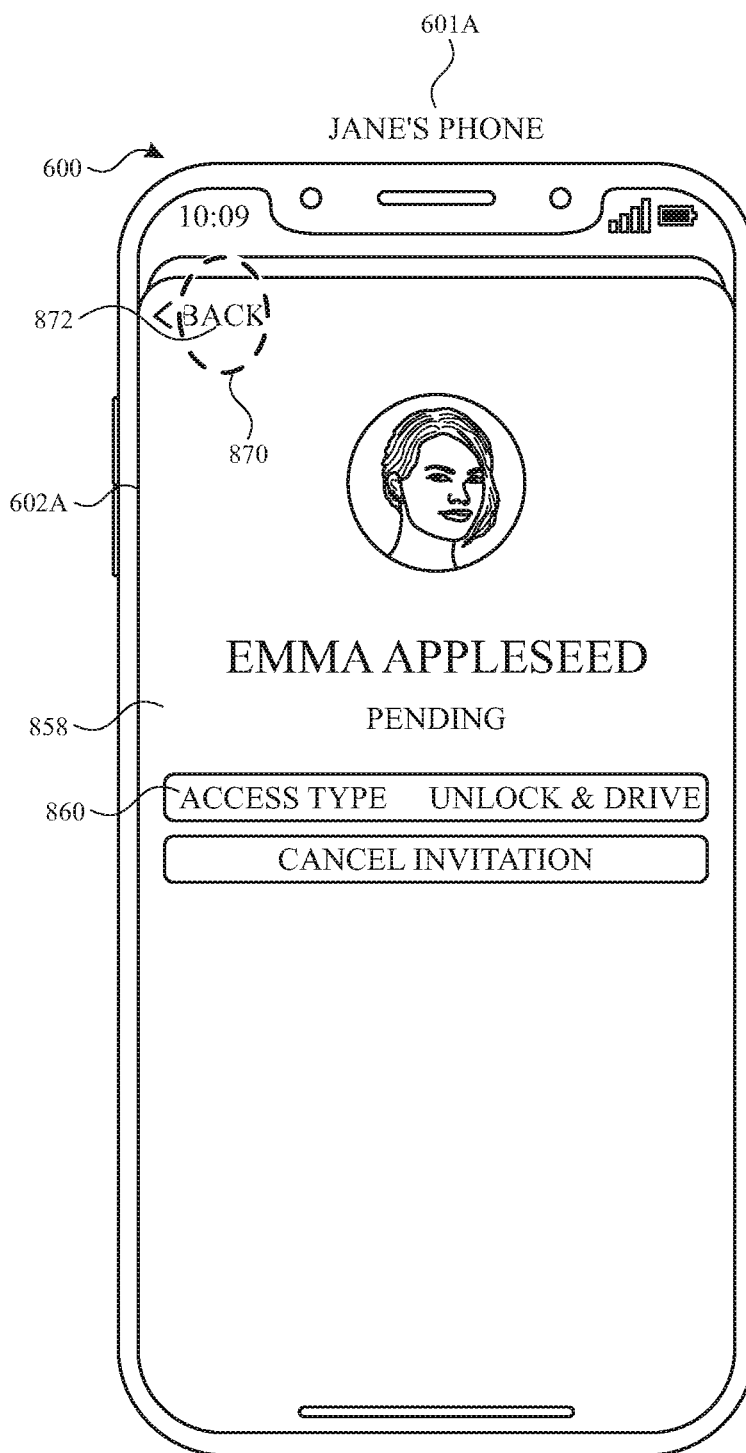 601A
JANE'S PHONE
600
10:09
872
< BACK
870
602A
EMMA APPLESEED
858
PENDING
860
ACCESS TYPE UNLOCK & DRIVE
CANCEL INVITATION